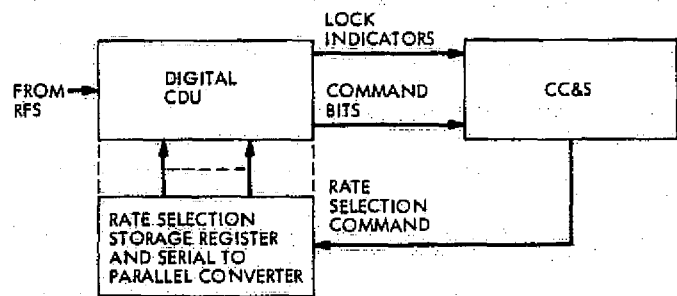 LOCK
INDICATORS
DIGITAL
CDU
FROM
RFS
COMMAND
BITS
CC&S
RATE
SELECTION
COMMAND
RATE SELECTION
STORAGE REGISTER
AND SERIAL TO
PARALLEL CONVERTER